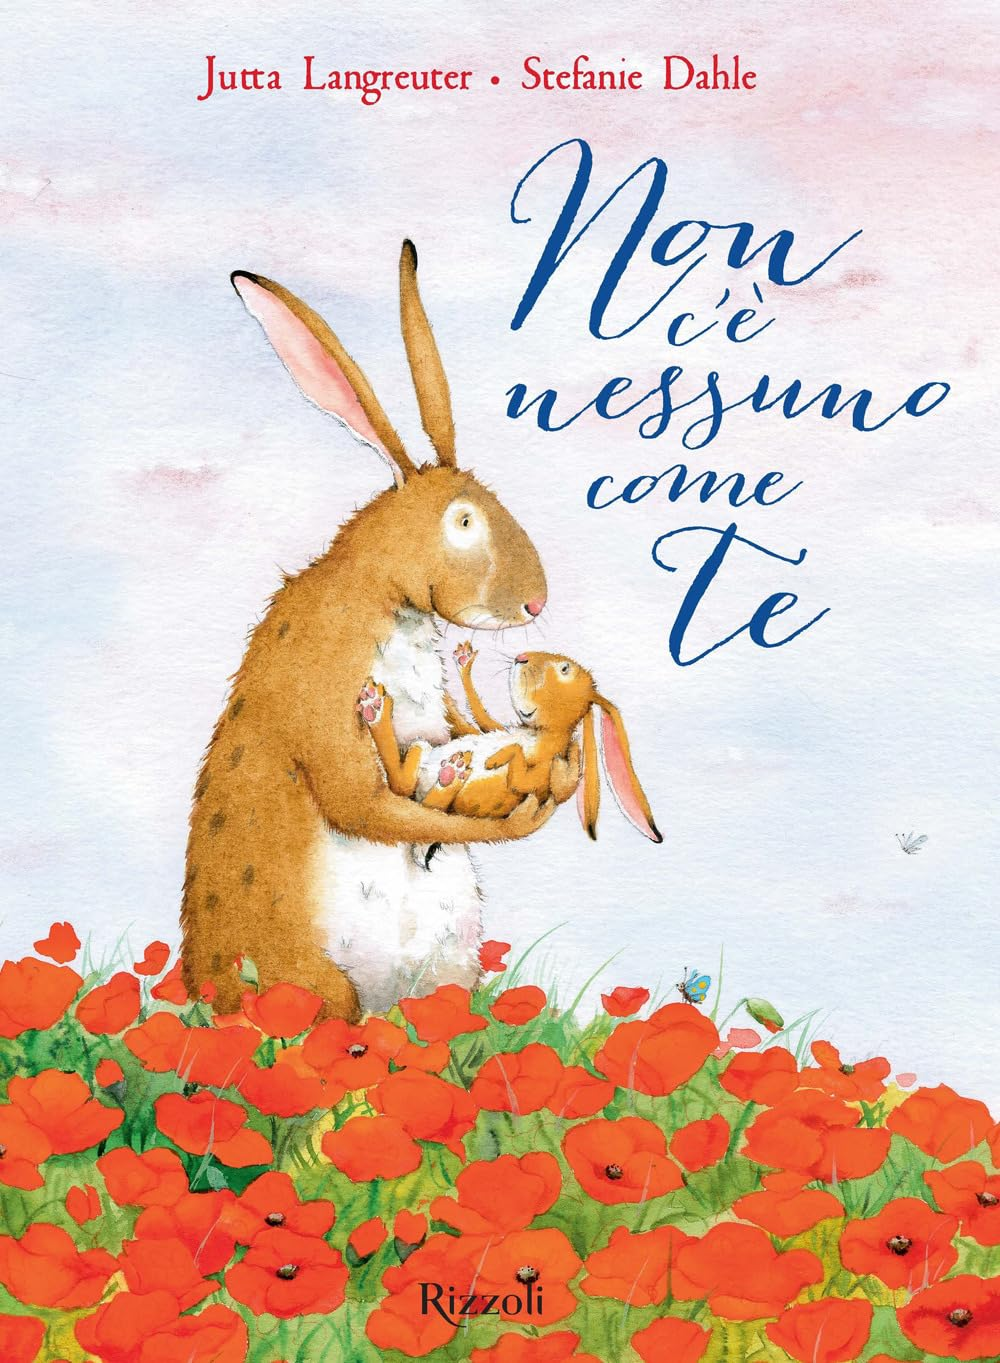 Jutta Langreuter • Stefanie Dahle
Non
c'è
nessuno
come
Te
Rizzoli